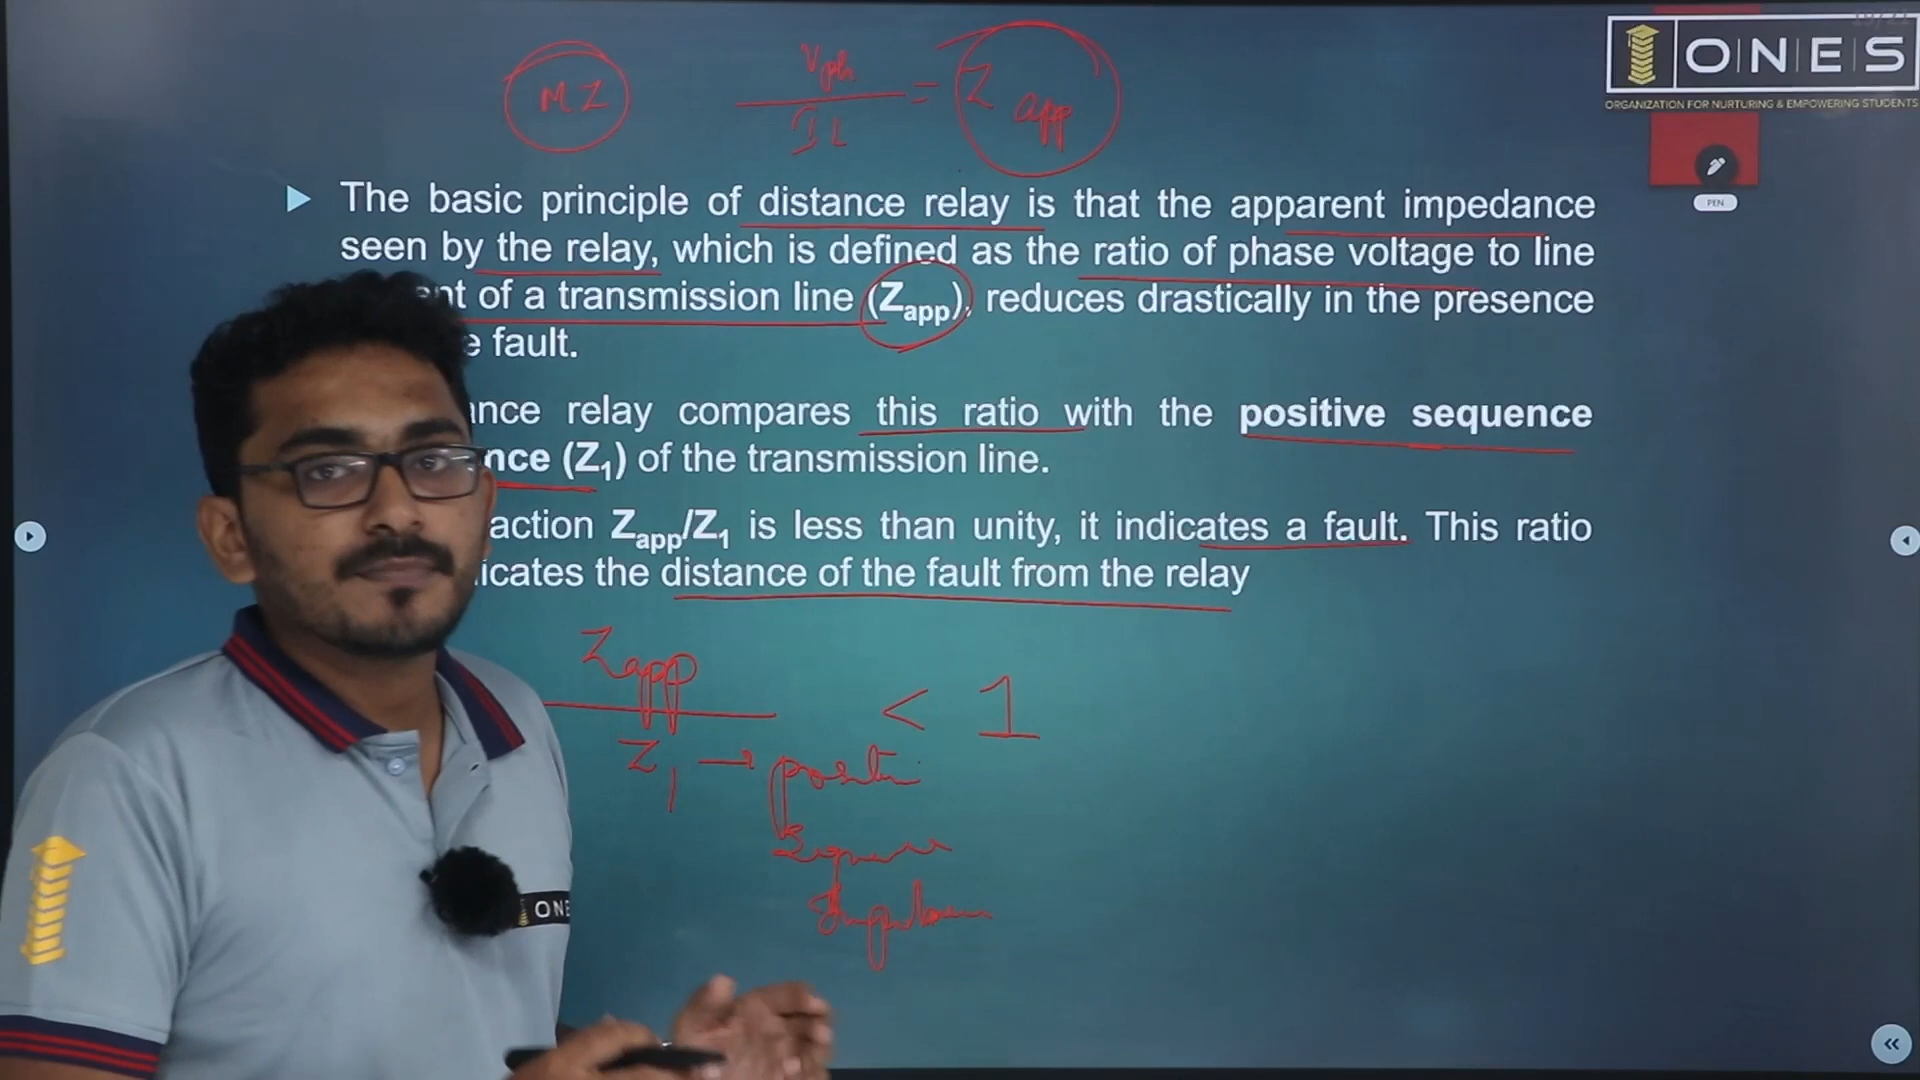 15/21
ONES
ORGANIZATION FOR NURTURING & EMPOWERING STUDENTS
PEN
MZ
Vph
IL
= Z app
The basic principle of distance relay is that the apparent impedance
seen by the relay, which is defined as the ratio of phase voltage to line
ent of a transmission line (Zapp), reduces drastically in the presence
e fault.
ance relay compares this ratio with the positive sequence
nce (Z1) of the transmission line.
action Zapp/Z1 is less than unity, it indicates a fault. This ratio
icates the distance of the fault from the relay
Zapp
< 1
Z1 →
ONE